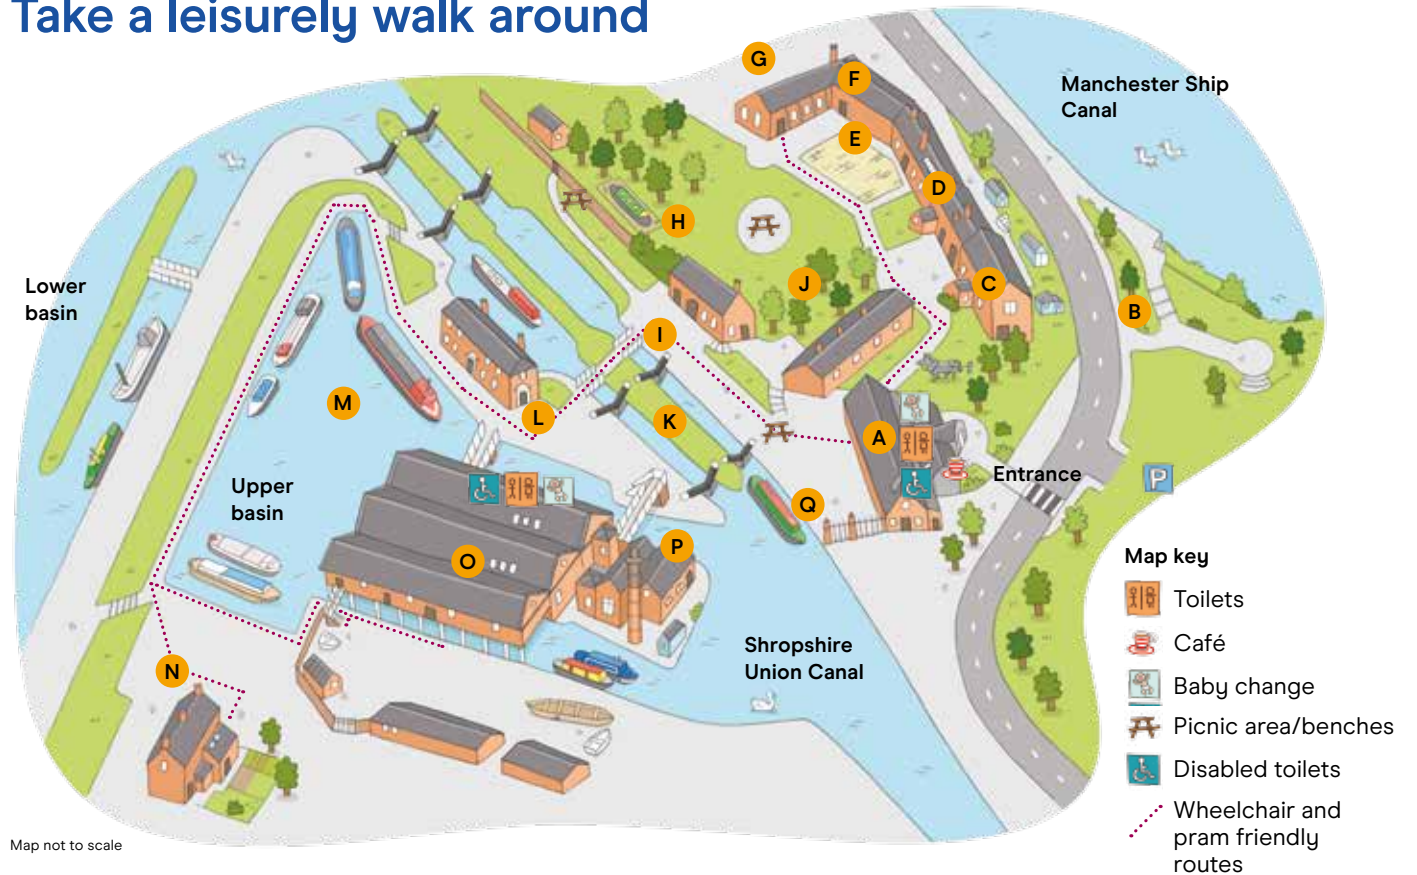 Take a leisurely walk around
G
F
Manchester Ship
Canal
E
D
H
Lower
basin
J
C
B
I
M
L
K
A
Entrance
P
Upper
basin
Q
O
P
Map key
Toilets
Shropshire
Union Canal
Café
N
Baby change
Picnic area/benches
Disabled toilets
Wheelchair and
pram friendly
routes
Map not to scale